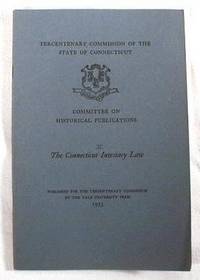 TERCENTENARY COMMISSION OF THE
STATE OF CONNECTICUT
COMMITTEE ON
HISTORICAL PUBLICATIONS
The Connecticut Intestacy Law
PUBLISHED FOR THE TERCENTENARY COMMISSION
BY THE YALE UNIVERSITY PRESS
1933